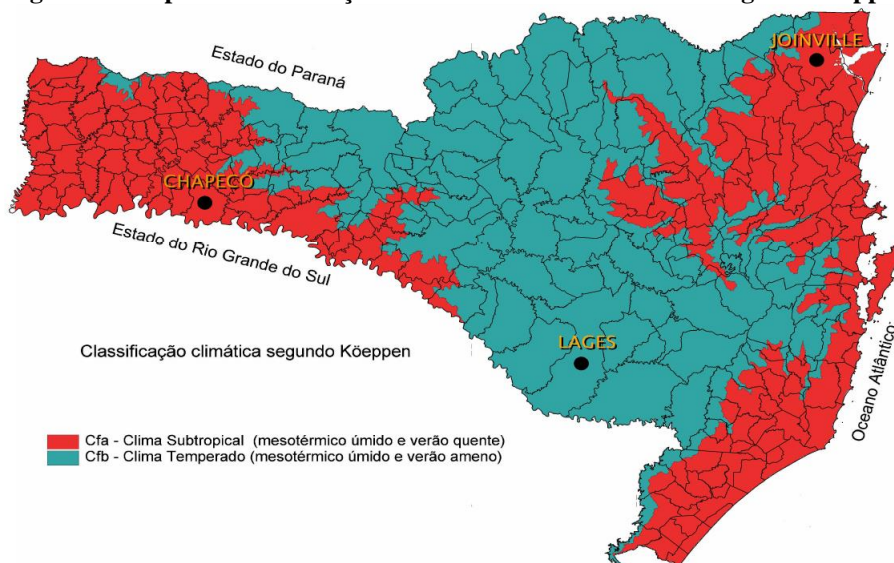 JOINVILLE
Estado do Paraná
CHAPECÓ
Estado do Rio Grande do Sul
LAGES
Oceano Atlântico
Classificação climática segundo Köeppen
Cfa - Clima Subtropical (mesotérmico úmido e verão quente)
Cfb - Clima Temperado (mesotérmico úmido e verão ameno)